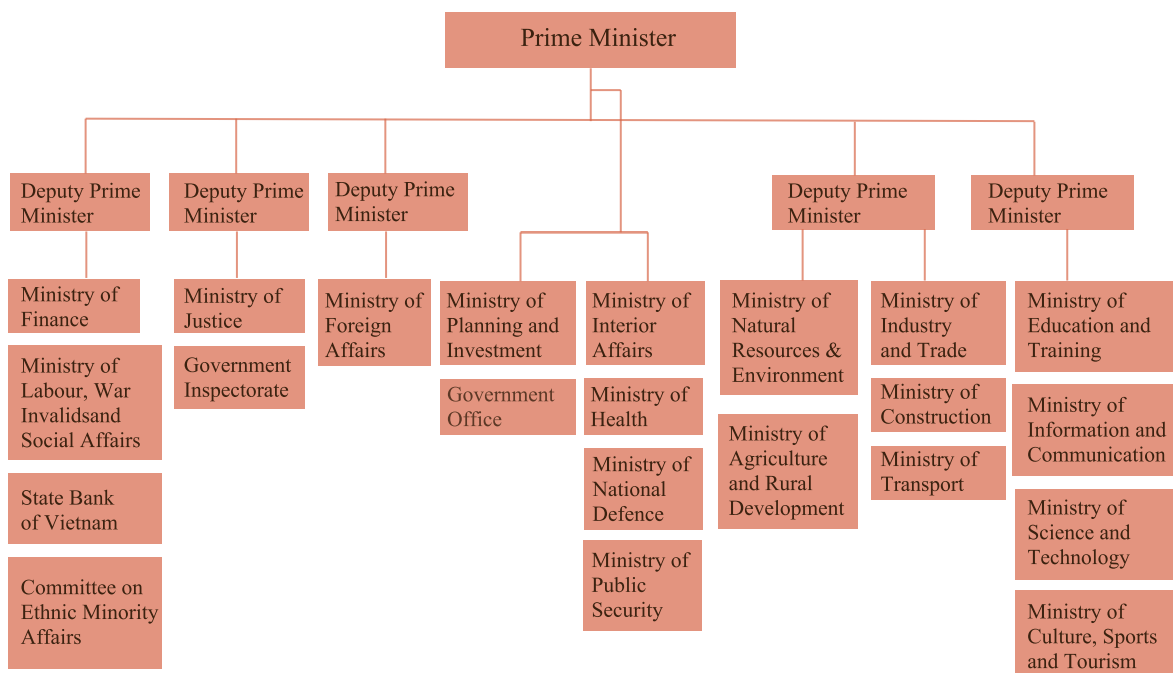 Prime Minister
Deputy Prime
Minister
Deputy Prime
Minister
Deputy Prime
Minister
Deputy Prime
Minister
Deputy Prime
Minister
Ministry of
Finance
Ministry of
Labour, War
Invalidsand
Social Affairs
State Bank
of Vietnam
Committee on
Ethnic Minority
Affairs
Ministry of
Justice
Government
Inspectorate
Ministry of
Foreign
Affairs
Ministry of
Planning and
Investment
Government
Office
Ministry of
Interior
Affairs
Ministry of
Health
Ministry of
National
Defence
Ministry of
Public
Security
Ministry of
Natural
Resources &
Environment
Ministry of
Agriculture
and Rural
Development
Ministry of
Industry
and Trade
Ministry of
Construction
Ministry of
Transport
Ministry of
Education and
Training
Ministry of
Information and
Communication
Ministry of
Science and
Technology
Ministry of
Culture, Sports
and Tourism